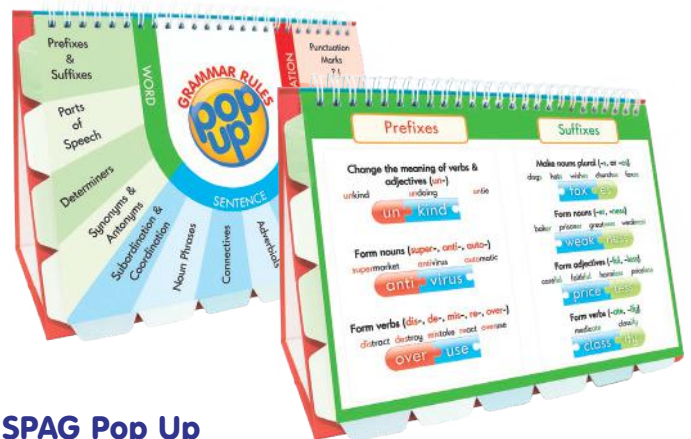 Prefixes
&
Suffixes
Parts
of
Speech
Determiners
Synonyms &
Antonyms
Subordination &
Coordination
Noun Phrases
Connectives
Adverbials
WORD
SENTENCE
GRAMMAR RULES
pop
up
Punctuation
Marks
Prefixes
Change the meaning of verbs &
adjectives (un-)
unkind undoing untie
un kind
Form nouns (super-, anti-, auto-)
supermarket antivirus automatic
anti virus
Form verbs (dis-, de-, mis-, re-, over-)
distract destroy mistake react overuse
over use
Suffixes
Make nouns plural (-s, or -es)
dogs hats wishes churches foxes
fox es
Form nouns (-er, -ness)
baker prisoner greatness weakness
weak ness
Form adjectives (-ful, -less)
careful faithful harmless priceless
price less
Form verbs (-ate, -ify)
medicate classify
class ify
SPAG Pop Up